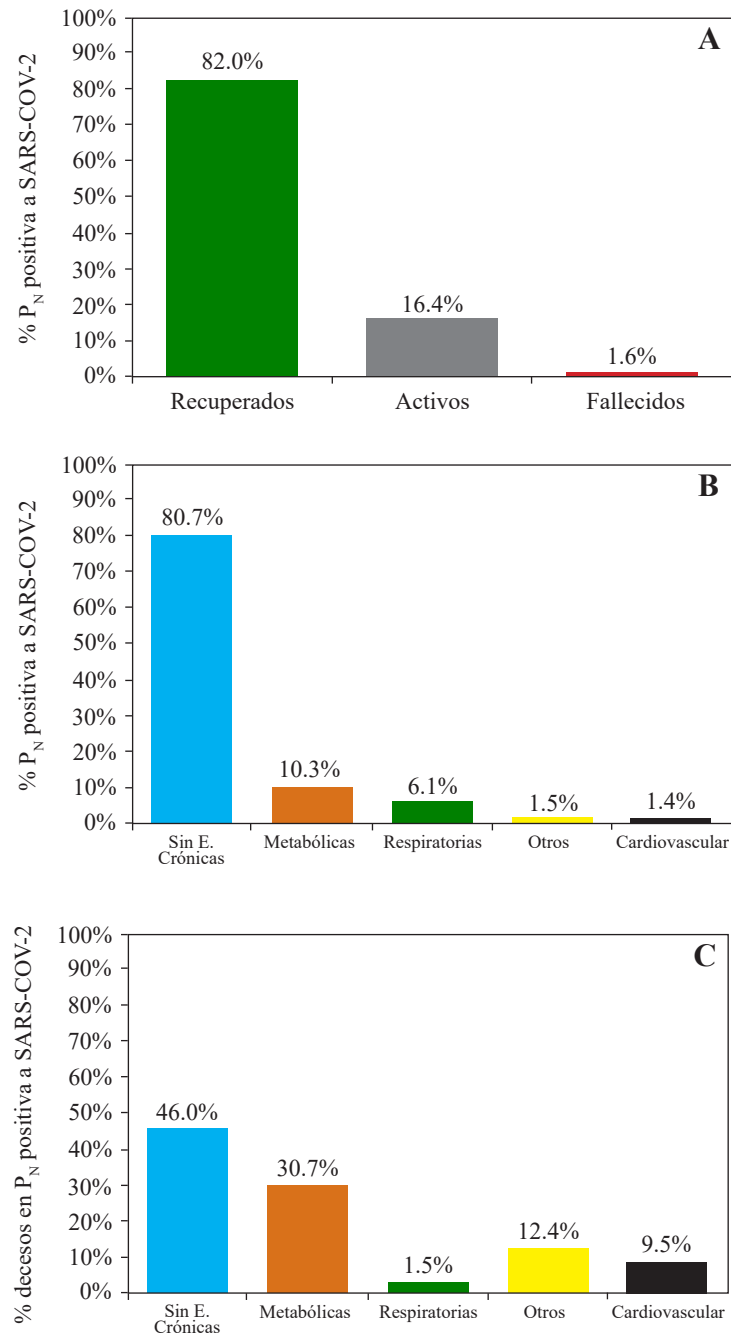 100%
A
90%
82.0%
80%
70%
60%
50%
40%
30%
20%
16.4%
10%
1.6%
0%
% P_N positiva a SARS-COV-2
Recuperados Activos Fallecidos
100%
B
90%
80.7%
80%
70%
60%
50%
40%
30%
20%
10.3%
10%
6.1%
1.5%
1.4%
0%
% P_N positiva a SARS-COV-2
Sin E.
Crónicas
Metabólicas
Respiratorias
Otros
Cardiovascular
100%
C
90%
80%
70%
60%
50%
46.0%
40%
30.7%
30%
20%
12.4%
10%
9.5%
1.5%
0%
% decesos en P_N positiva a SARS-COV-2
Sin E.
Crónicas
Metabólicas
Respiratorias
Otros
Cardiovascular